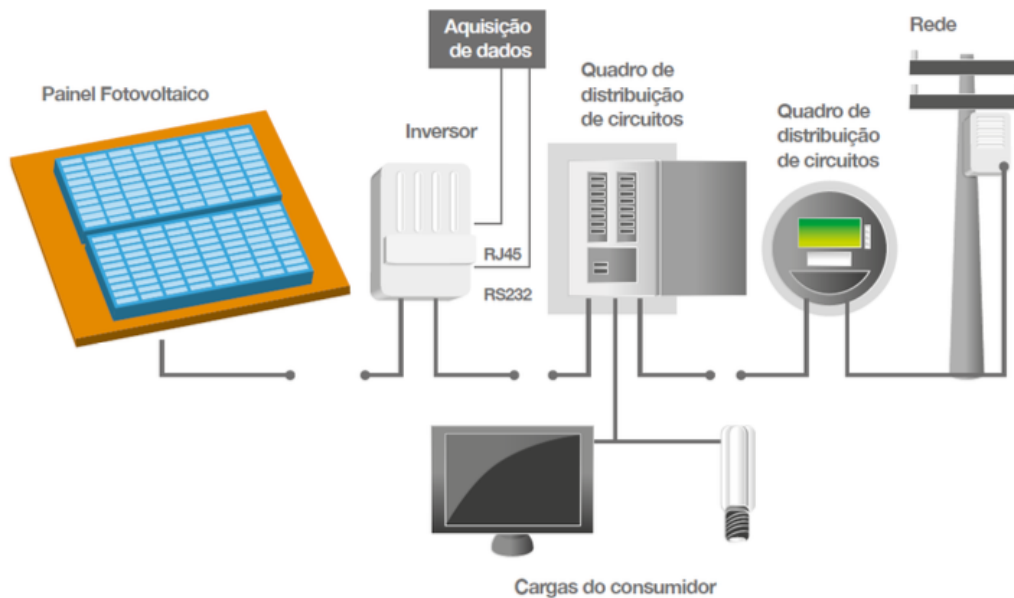 Aquisição
de dados
Rede
Painel Fotovoltaico
Quadro de
distribuição
de circuitos
Inversor
Quadro de
distribuição
de circuitos
RJ45
RS232
Cargas do consumidor